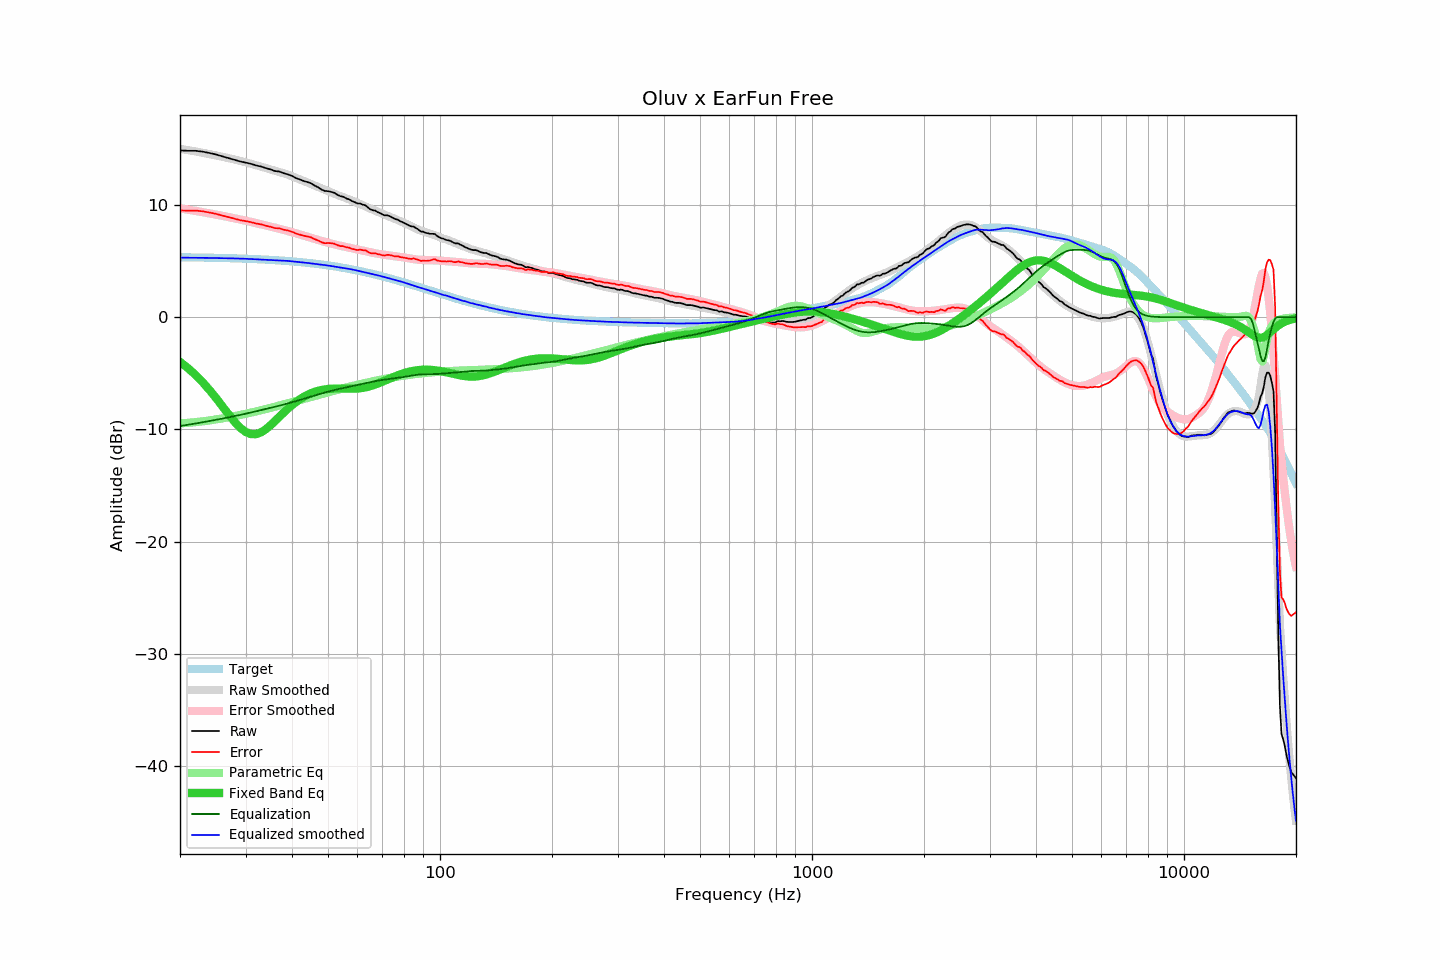 Oluv x EarFun Free
10
0
−10
−20
−30
−40
Amplitude (dBr)
Target
Raw Smoothed
Error Smoothed
Raw
Error
Parametric Eq
Fixed Band Eq
Equalization
Equalized smoothed
100
1000
10000
Frequency (Hz)